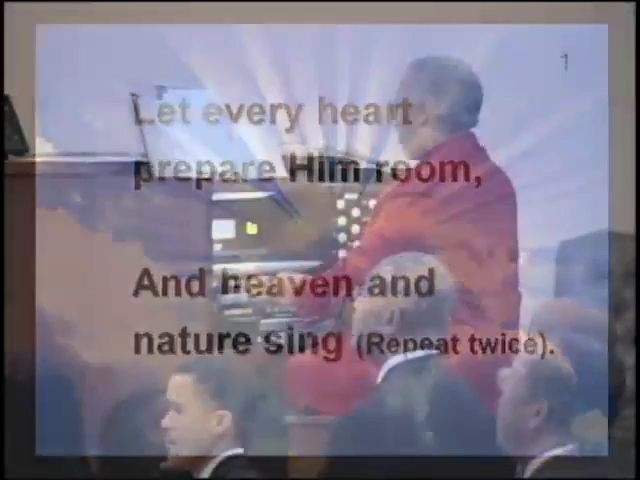 1
Let every heart
prepare Him room,
And heaven and
nature sing (Repeat twice).